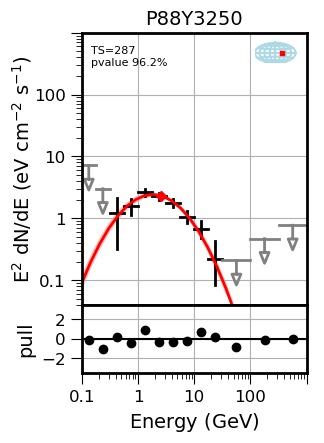 P88Y3250
TS=287
pvalue 96.2%
E² dN/dE (eV cm⁻² s⁻¹)
100
10
1
0.1
pull
2
0
−2
0.1
1
10
100
Energy (GeV)